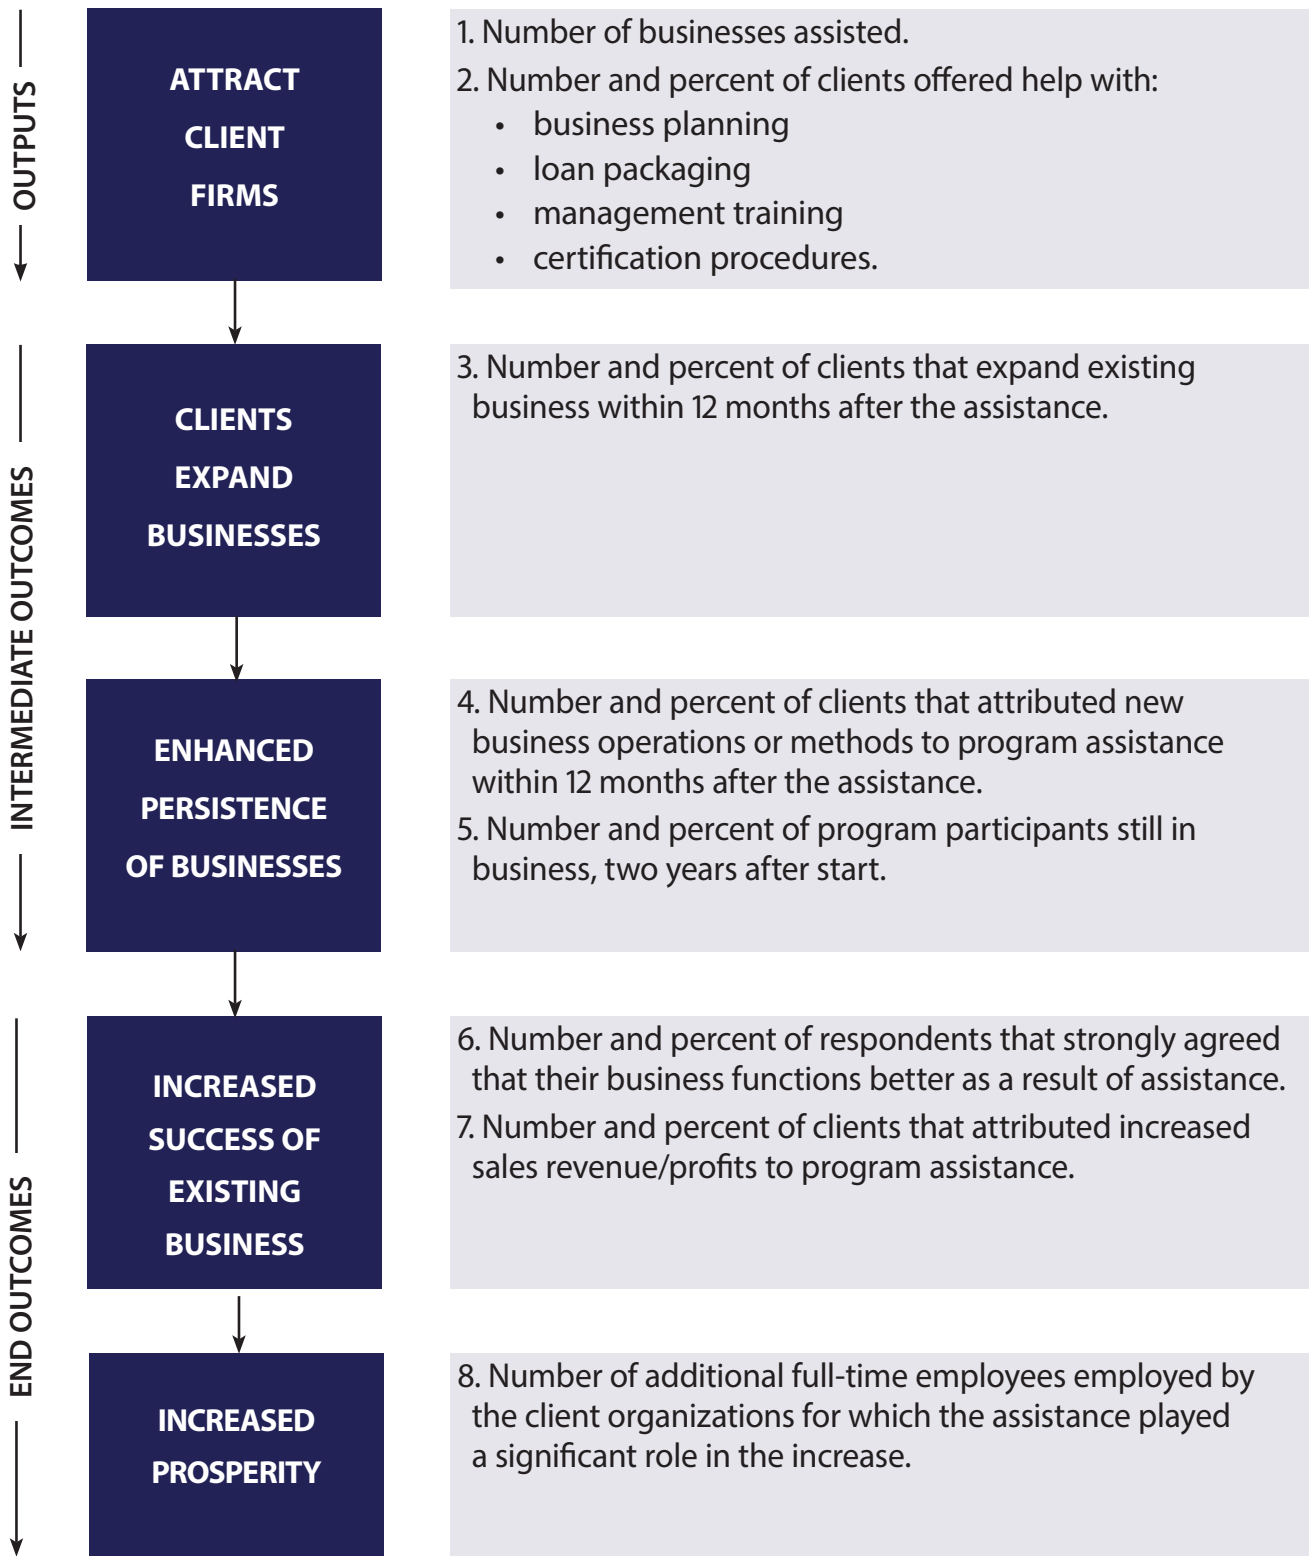 OUTPUTS
ATTRACT
CLIENT
FIRMS
1. Number of businesses assisted.
2. Number and percent of clients offered help with:
• business planning
• loan packaging
• management training
• certification procedures.
INTERMEDIATE OUTCOMES
CLIENTS
EXPAND
BUSINESSES
3. Number and percent of clients that expand existing
business within 12 months after the assistance.
ENHANCED
PERSISTENCE
OF BUSINESSES
4. Number and percent of clients that attributed new
business operations or methods to program assistance
within 12 months after the assistance.
5. Number and percent of program participants still in
business, two years after start.
END OUTCOMES
INCREASED
SUCCESS OF
EXISTING
BUSINESS
6. Number and percent of respondents that strongly agreed
that their business functions better as a result of assistance.
7. Number and percent of clients that attributed increased
sales revenue/profits to program assistance.
INCREASED
PROSPERITY
8. Number of additional full-time employees employed by
the client organizations for which the assistance played
a significant role in the increase.